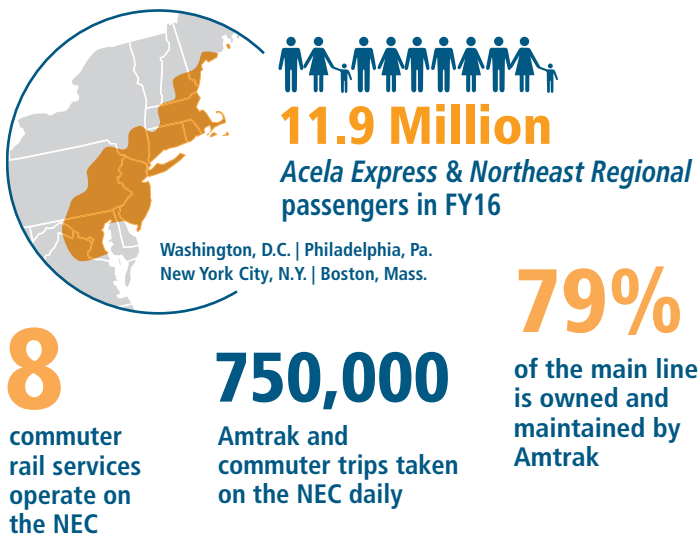 11.9 Million
Acela Express & Northeast Regional
passengers in FY16
Washington, D.C. | Philadelphia, Pa.
New York City, N.Y. | Boston, Mass.
8
commuter
rail services
operate on
the NEC
750,000
Amtrak and
commuter trips taken
on the NEC daily
79%
of the main line
is owned and
maintained by
Amtrak